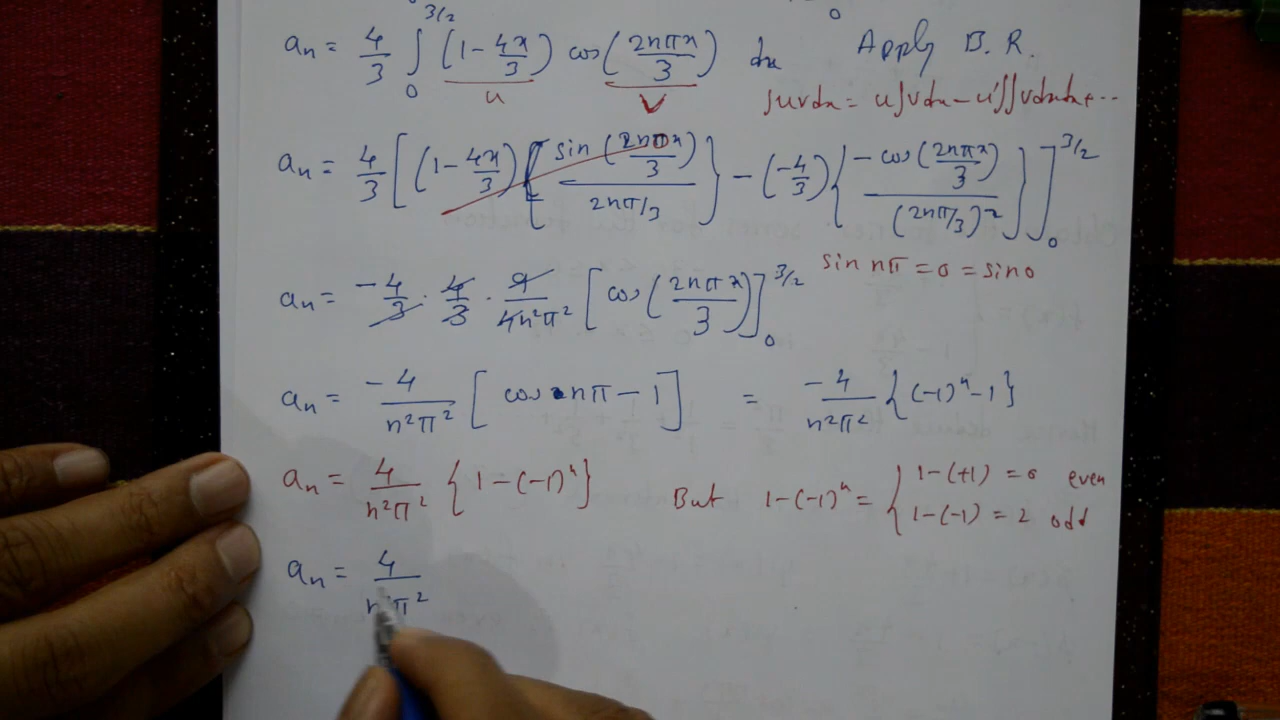 aₙ = 4/3 ∫₀^{3/2} (1 - 4x/3) cos(2nπx/3) dx Apply B.R.
u v ∫uvdx = u∫vdx - u'∫∫vdxdx + ...
aₙ = 4/3 [(1 - 4x/3) { sin(2nπx/3) / 2nπ/3 } - (-4/3) { -cos(2nπx/3) / (2nπ/3)² }]₀^{3/2}
sin nπ = 0 = sin 0
aₙ = -4/3 · 4/3 · 9/4n²π² [cos(2nπx/3)]₀^{3/2}
aₙ = -4/n²π² [cos nπ - 1] = -4/n²π² {(-1)ⁿ - 1}
aₙ = 4/n²π² {1 - (-1)ⁿ} But 1 - (-1)ⁿ = { 1 - (+1) = 0 even
1 - (-1) = 2 odd
aₙ = 4/n²π²